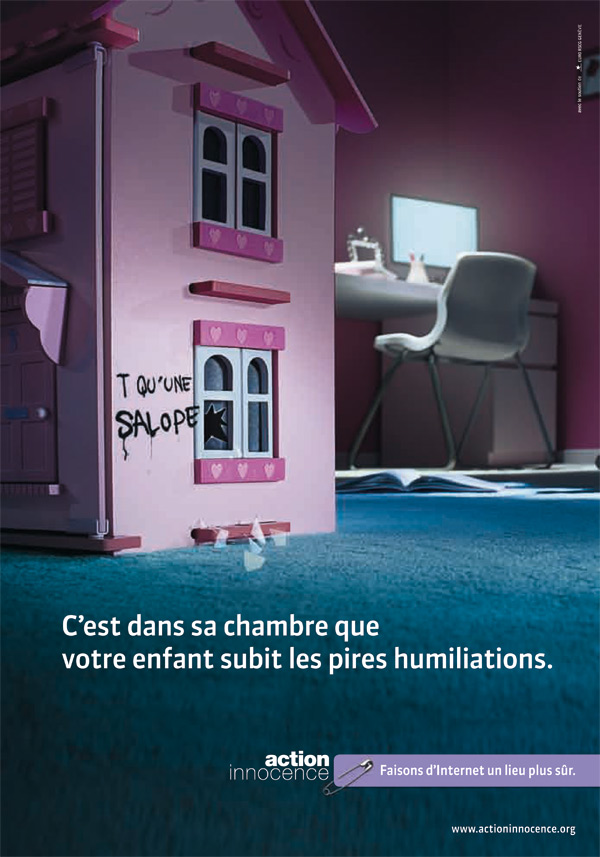 T QU'UNE
SALOPE
C'est dans sa chambre que
votre enfant subit les pires humiliations.
action
innocence
Faisons d'Internet un lieu plus sûr.
www.actioninnocence.org